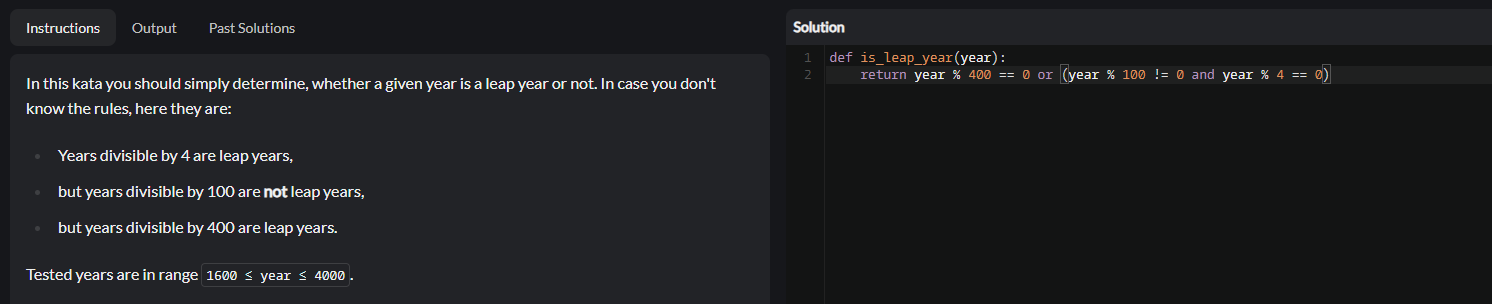 Instructions Output Past Solutions
In this kata you should simply determine, whether a given year is a leap year or not. In case you don't
know the rules, here they are:
Years divisible by 4 are leap years,
but years divisible by 100 are not leap years,
but years divisible by 400 are leap years.
Tested years are in range 1600 ≤ year ≤ 4000.
Solution
1 def is_leap_year(year):
2     return year % 400 == 0 or (year % 100 != 0 and year % 4 == 0)